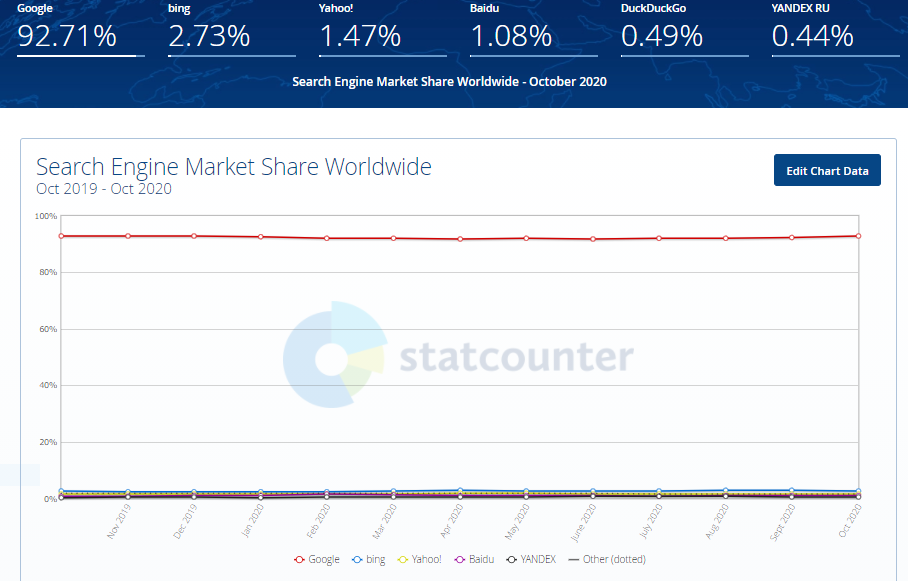 Google bing Yahoo! Baidu DuckDuckGo YANDEX RU
92.71% 2.73% 1.47% 1.08% 0.49% 0.44%
Search Engine Market Share Worldwide - October 2020
Search Engine Market Share Worldwide
Oct 2019 - Oct 2020
Edit Chart Data
100%
80%
60%
statcounter
40%
20%
0%
Nov 2019 Dec 2019 Jan 2020 Feb 2020 Mar 2020 Apr 2020 May 2020 June 2020 July 2020 Aug 2020 Sept 2020 Oct 2020
Google bing Yahoo! Baidu YANDEX Other (dotted)